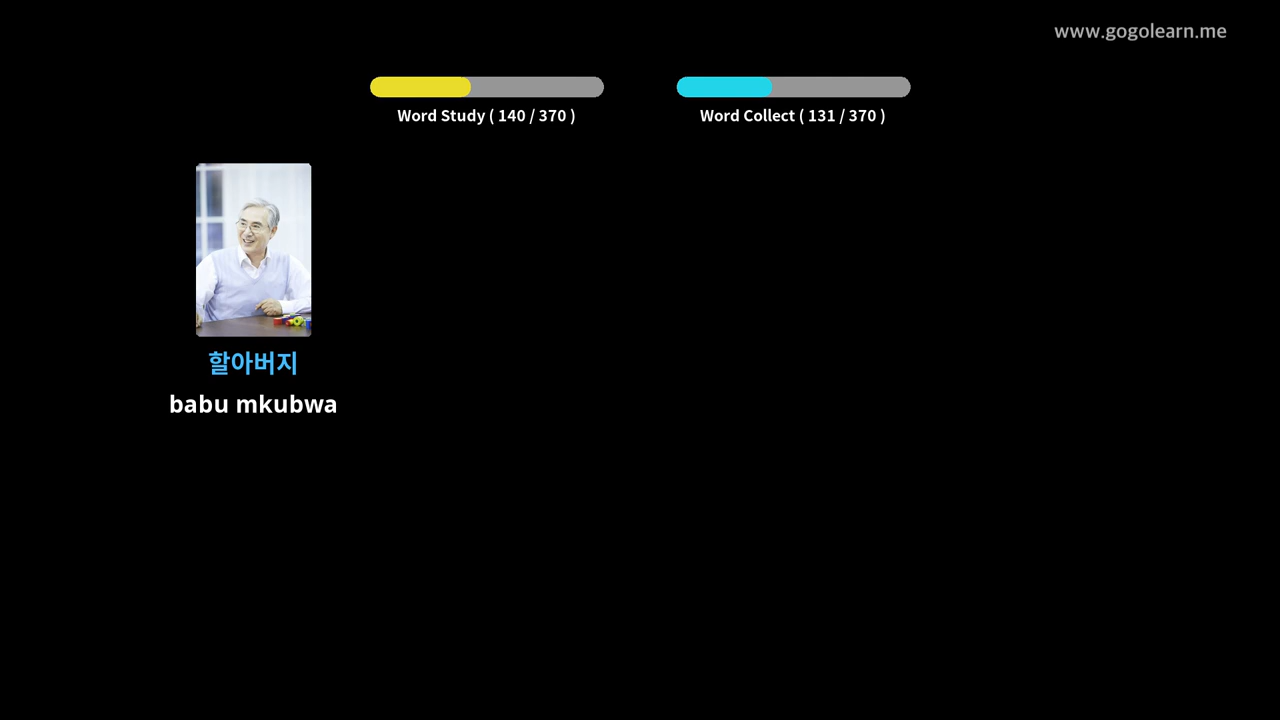 www.gogolearn.me
Word Study ( 140 / 370 )
Word Collect ( 131 / 370 )
할아버지
babu mkubwa